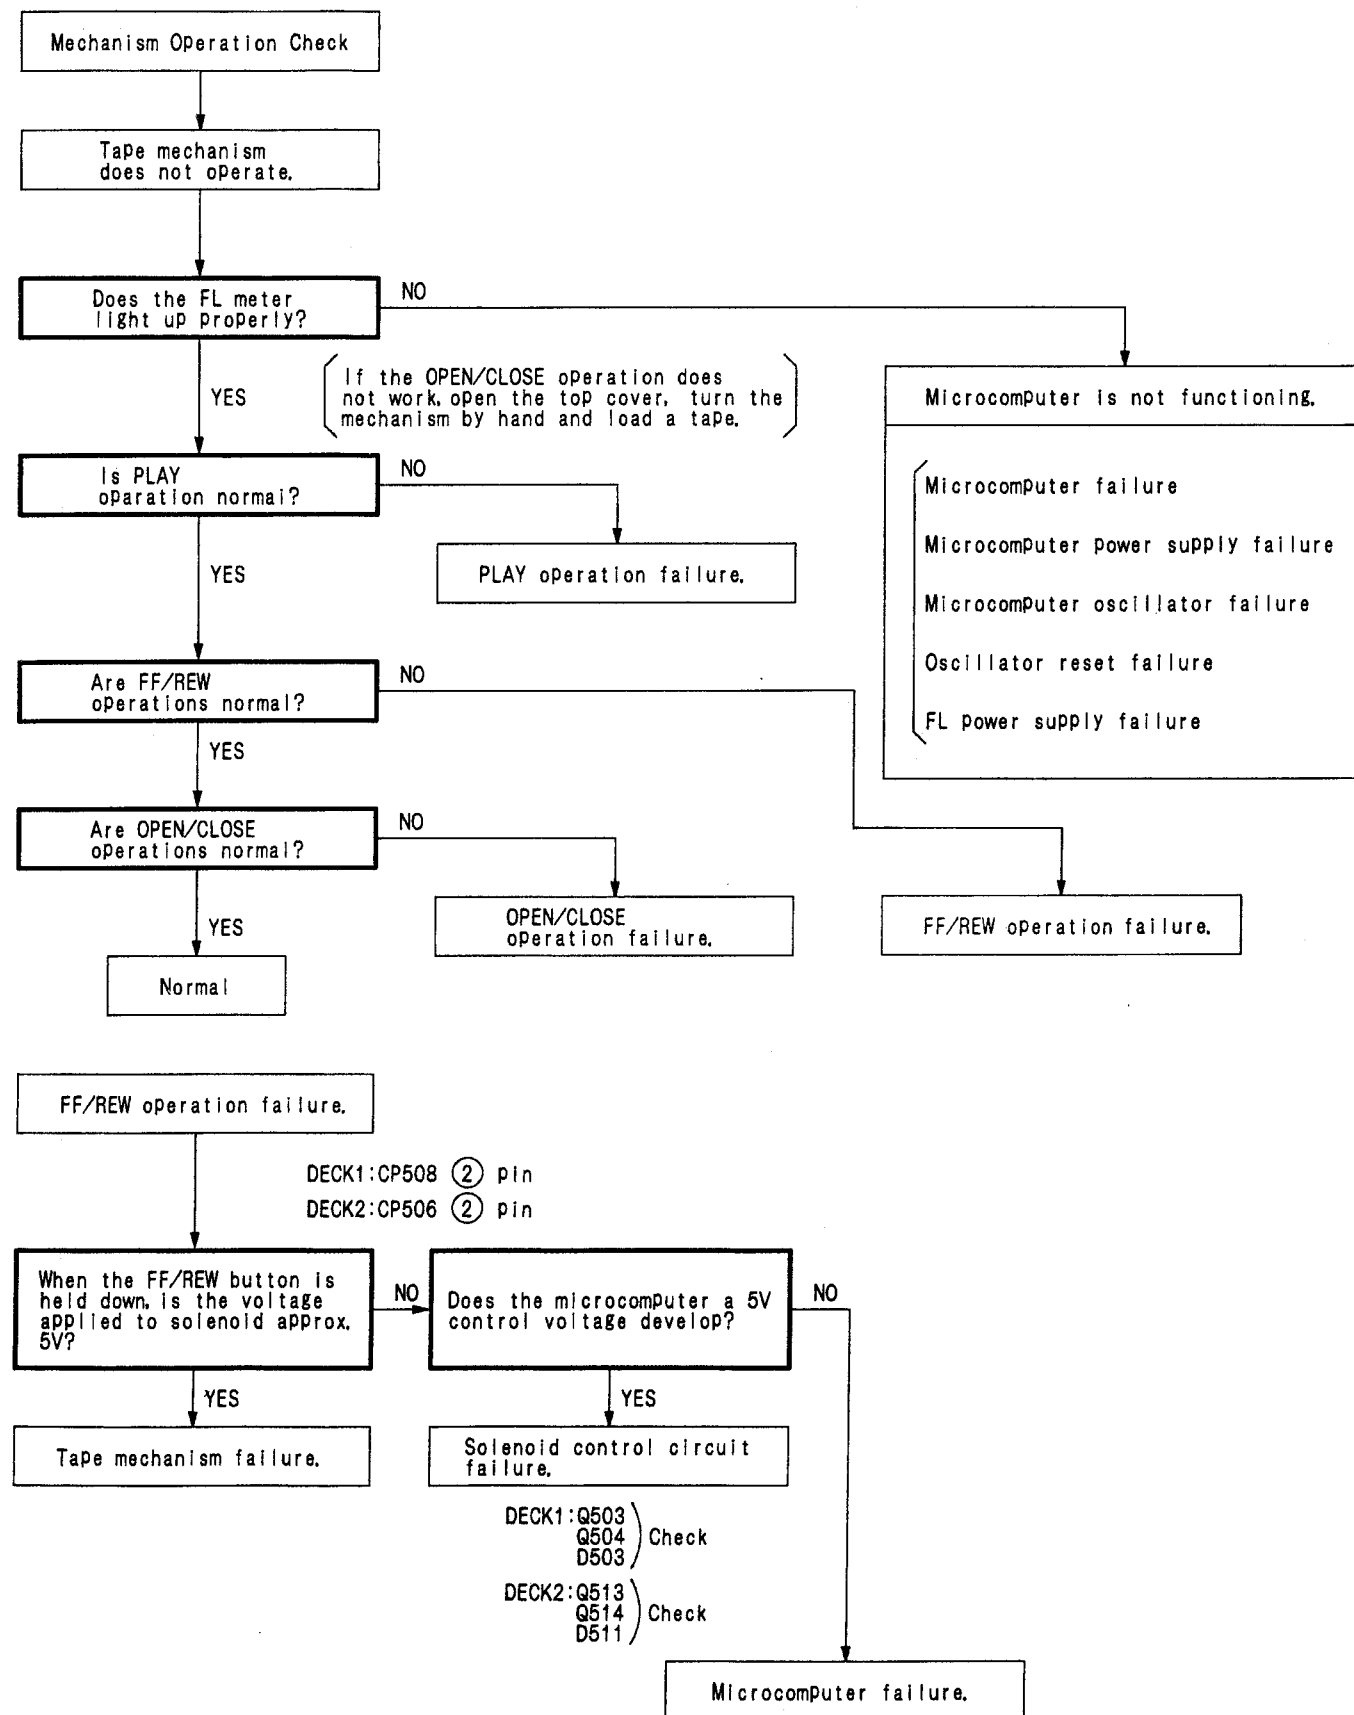 Mechanism Operation Check
Tape mechanism
does not operate.
Does the FL meter
light up properly?
NO
YES
If the OPEN/CLOSE operation does
not work, open the top cover, turn the
mechanism by hand and load a tape.
Microcomputer is not functioning.
Microcomputer failure
Microcomputer power supply failure
Microcomputer oscillator failure
Oscillator reset failure
FL power supply failure
Is PLAY
oparation normal?
NO
YES
PLAY operation failure.
Are FF/REW
operations normal?
NO
YES
Are OPEN/CLOSE
operations normal?
NO
YES
OPEN/CLOSE
operation failure.
FF/REW operation failure.
Normal
FF/REW operation failure.
DECK1:CP508 ② pin
DECK2:CP506 ② pin
When the FF/REW button is
held down, is the voltage
applied to solenoid approx.
5V?
NO
Does the microcomputer a 5V
control voltage develop?
NO
YES
YES
Tape mechanism failure.
Solenoid control circuit
failure.
DECK1:Q503
Q504
D503
Check
DECK2:Q513
Q514
D511
Check
Microcomputer failure.